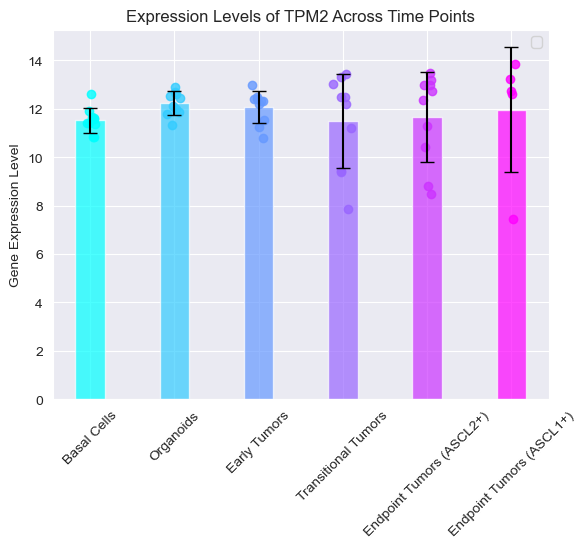 Expression Levels of TPM2 Across Time Points
Gene Expression Level
14
12
10
8
6
4
2
0
Basal Cells
Organoids
Early Tumors
Transitional Tumors
Endpoint Tumors (ASCL2+)
Endpoint Tumors (ASCL1+)